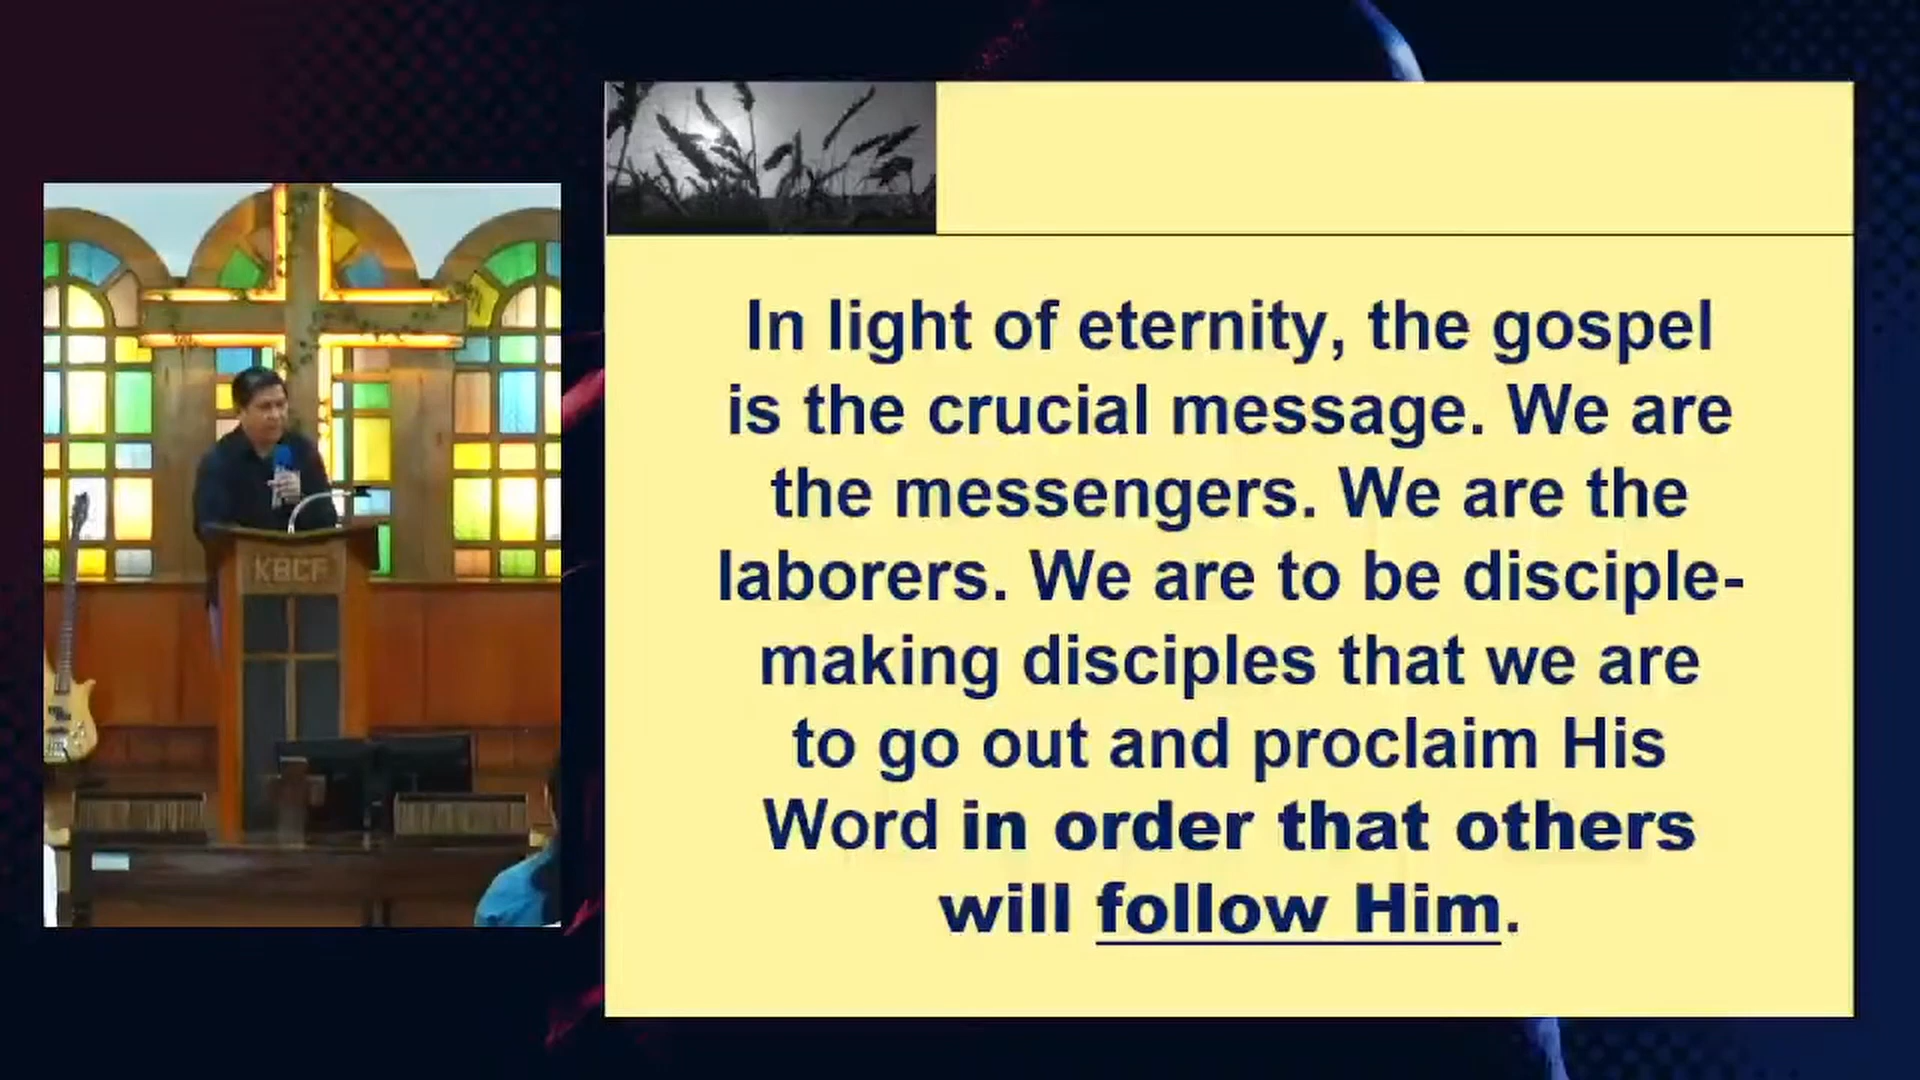 KBCF
In light of eternity, the gospel
is the crucial message. We are
the messengers. We are the
laborers. We are to be disciple-
making disciples that we are
to go out and proclaim His
Word in order that others
will follow Him.